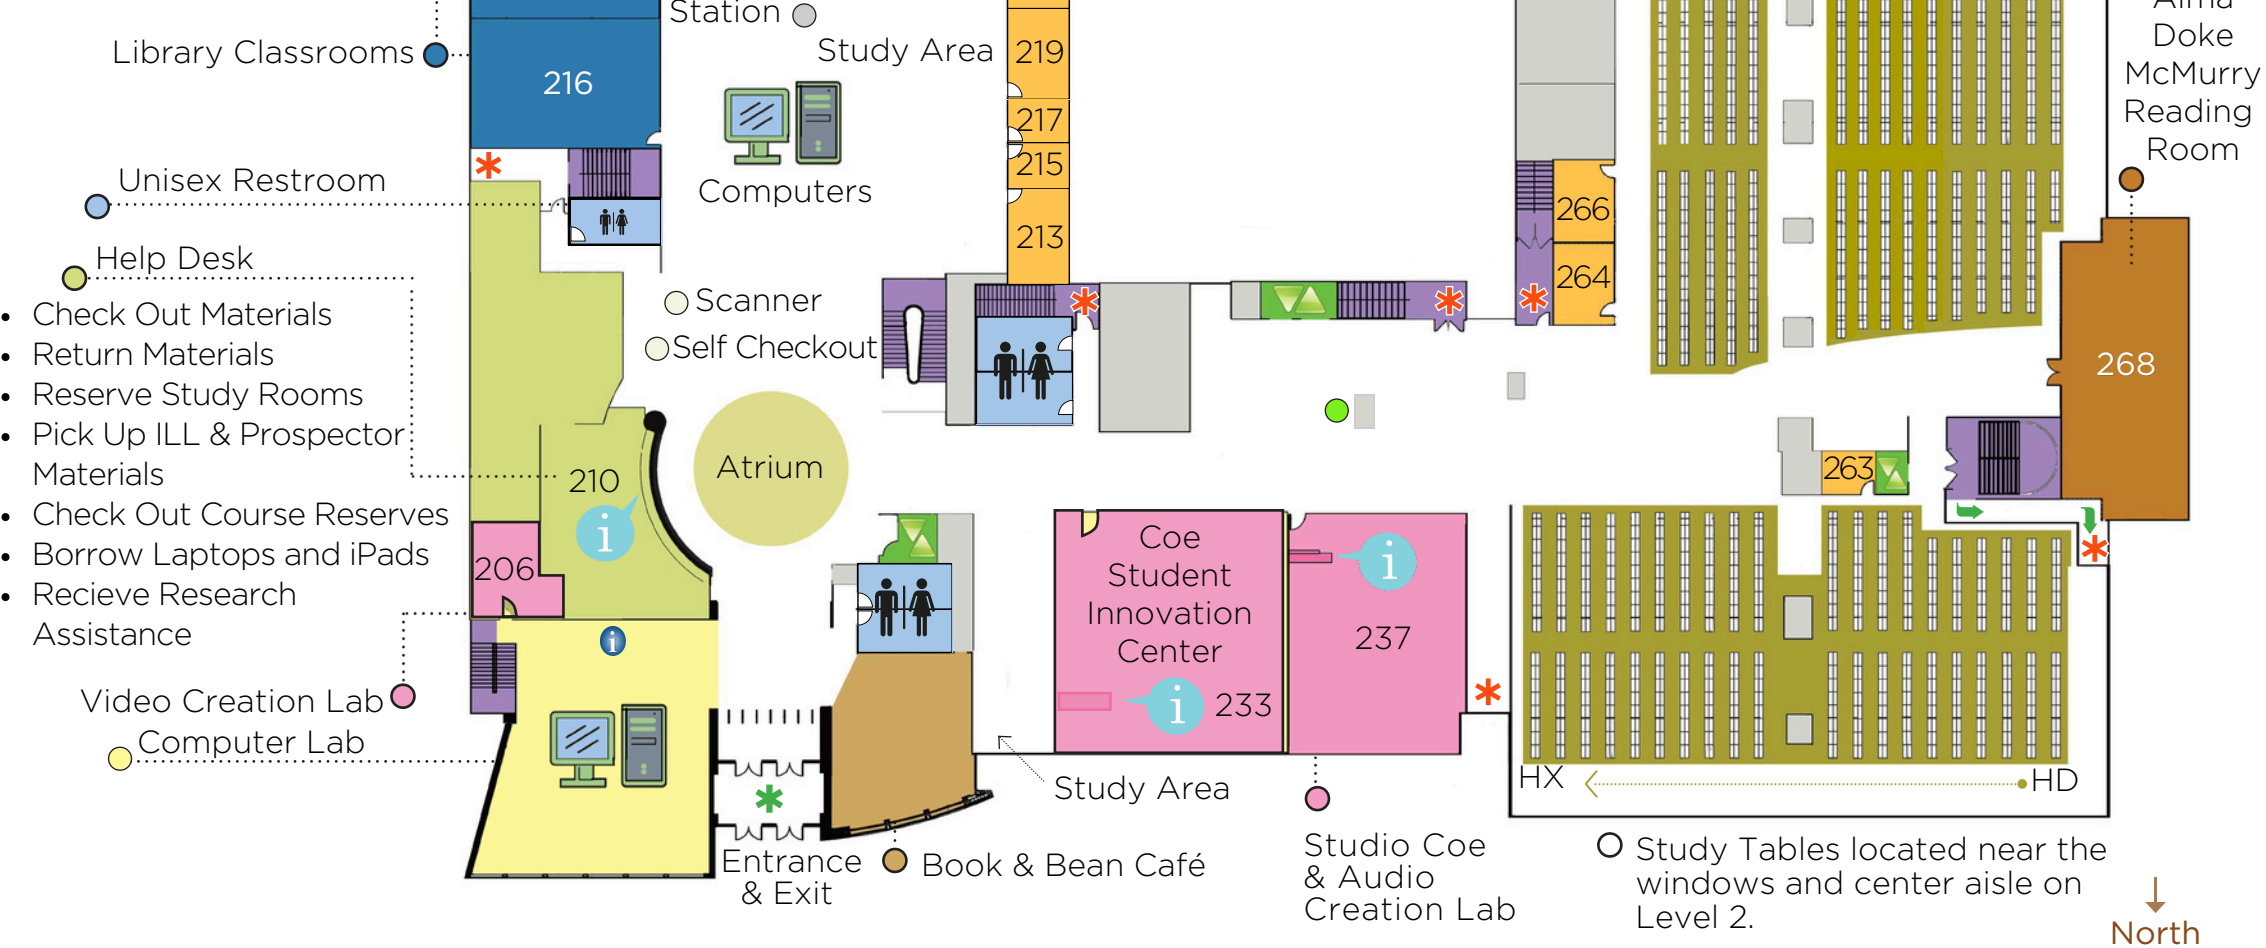 Station
Study Area
Library Classrooms
216
219
217
215
213
Computers
Unisex Restroom
Alma
Doke
McMurry
Reading
Room
266
264
268
263
Help Desk
• Check Out Materials
• Return Materials
• Reserve Study Rooms
• Pick Up ILL & Prospector
Materials
• Check Out Course Reserves
• Borrow Laptops and iPads
• Recieve Research
Assistance
Scanner
Self Checkout
Atrium
210
i
206
i
Coe
Student
Innovation
Center
i 233
i
237
Video Creation Lab
Computer Lab
Study Area
Entrance
& Exit
Book & Bean Café
Studio Coe
& Audio
Creation Lab
HX
HD
Study Tables located near the
windows and center aisle on
Level 2.
North